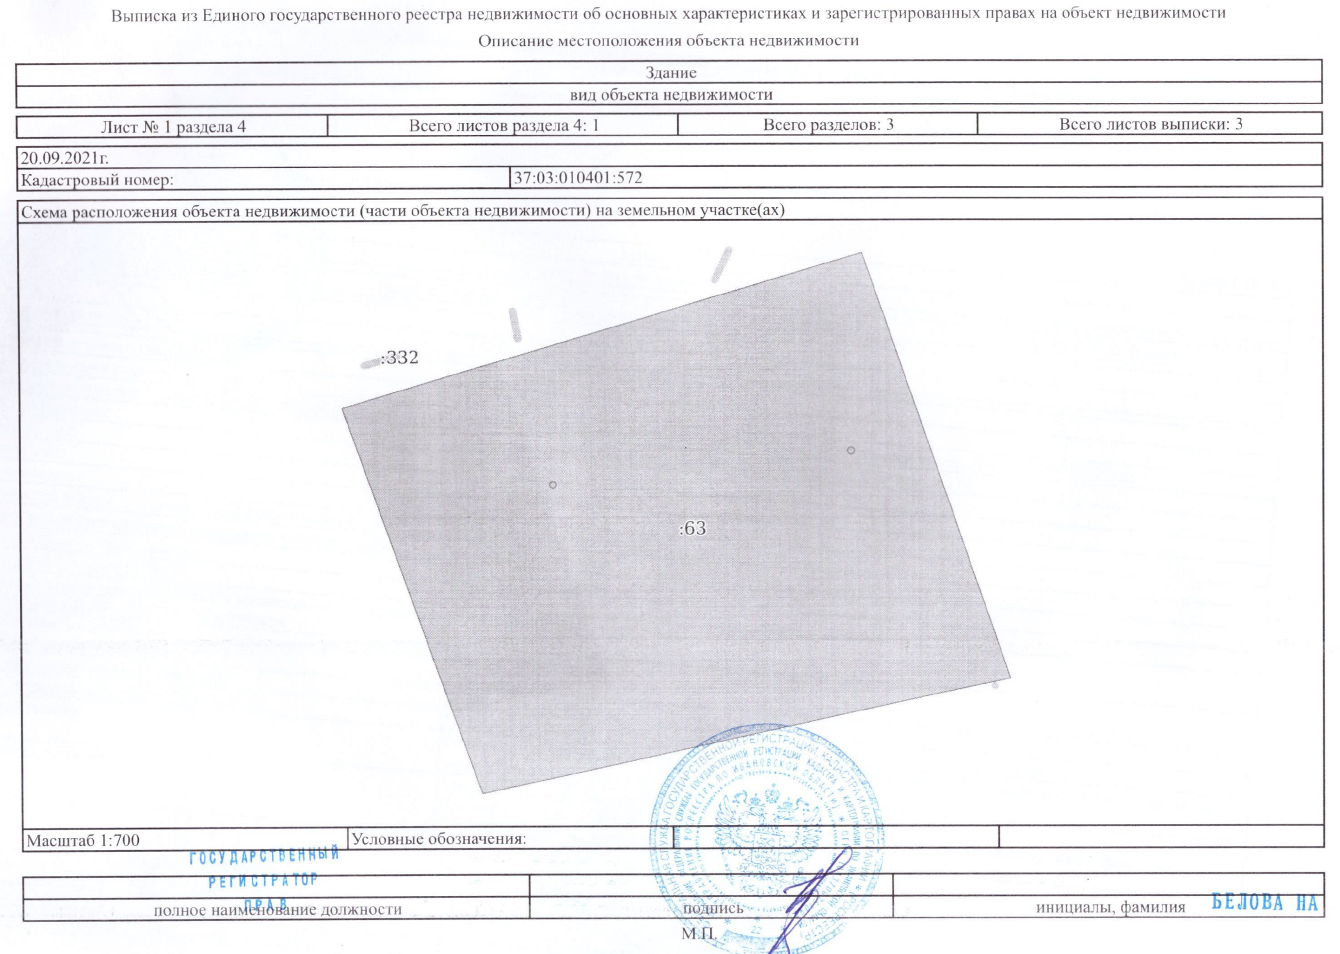 Выписка из Единого государственного реестра недвижимости об основных характеристиках и зарегистрированных правах на объект недвижимости
Описание местоположения объекта недвижимости
Здание
вид объекта недвижимости
Лист № 1 раздела 4 Всего листов раздела 4: 1 Всего разделов: 3 Всего листов выписки: 3
20.09.2021г.
Кадастровый номер: 37:03:010401:572
Схема расположения объекта недвижимости (части объекта недвижимости) на земельном участке(ах)
:332
:63
Масштаб 1:700 Условные обозначения:
ГОСУДАРСТВЕННЫЙ
РЕГИСТРАТОР
ПРАВ
БЕЛОВА НА
полное наименование должности подпись инициалы, фамилия
М.П.